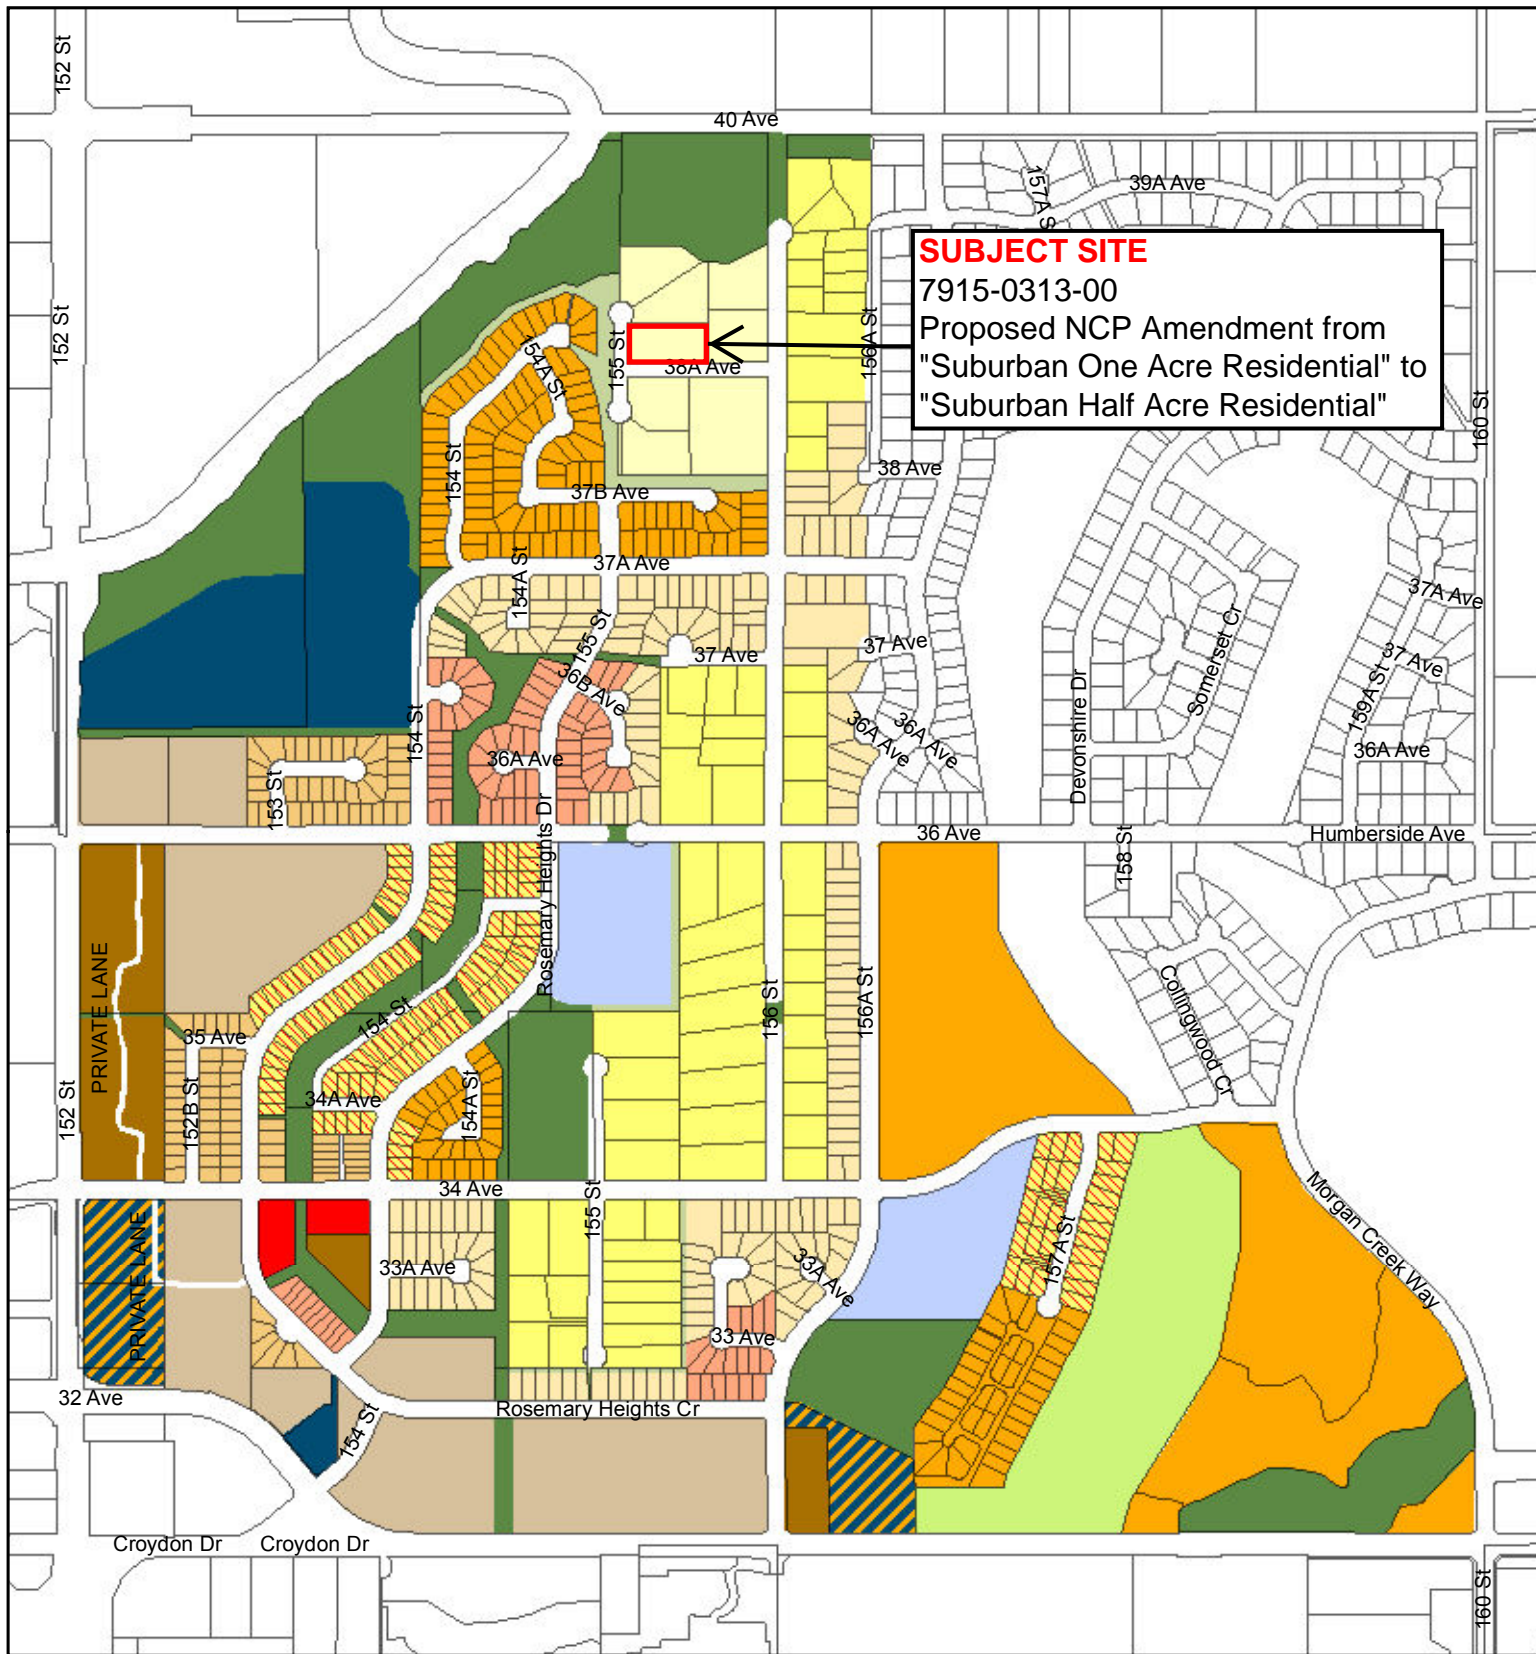 152 St
40 Ave
157A S
39A Ave
SUBJECT SITE
7915-0313-00
Proposed NCP Amendment from
"Suburban One Acre Residential" to
"Suburban Half Acre Residential"
152 St
155 St
38A Ave
156A St
154A St
160 St
154 St
38 Ave
37B Ave
154A St
37A Ave
37A Ave
155 St
37 Ave
37 Ave
37 Ave
36B Ave
Somerset Cr
Devonshire Dr
159A St
154 St
36A Ave
36A Ave
36A Ave
36A Ave
153 St
Rosemary Heights Dr
36 Ave
Humberside Ave
158 St
PRIVATE LANE
154 St
35 Ave
156 St
156A St
Collingwood Cr
152 St
152B St
34A Ave
154A St
34 Ave
155 St
Morgan Creek Way
PRIVATE LANE
33A Ave
33A Ave
157A St
33 Ave
32 Ave
154 St
Rosemary Heights Cr
Croydon Dr
Croydon Dr
160 St